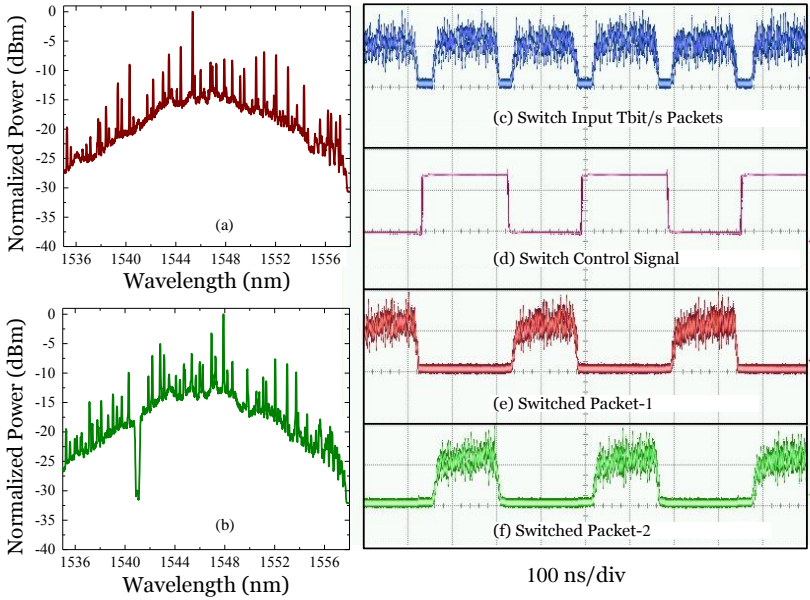 Normalized Power (dBm)
0
-5
-10
-15
-20
-25
-30
-35
-40
(a)
1536 1540 1544 1548 1552 1556
Wavelength (nm)
Normalized Power (dBm)
0
-5
-10
-15
-20
-25
-30
-35
-40
(b)
1536 1540 1544 1548 1552 1556
Wavelength (nm)
(c) Switch Input Tbit/s Packets
(d) Switch Control Signal
(e) Switched Packet-1
(f) Switched Packet-2
100 ns/div